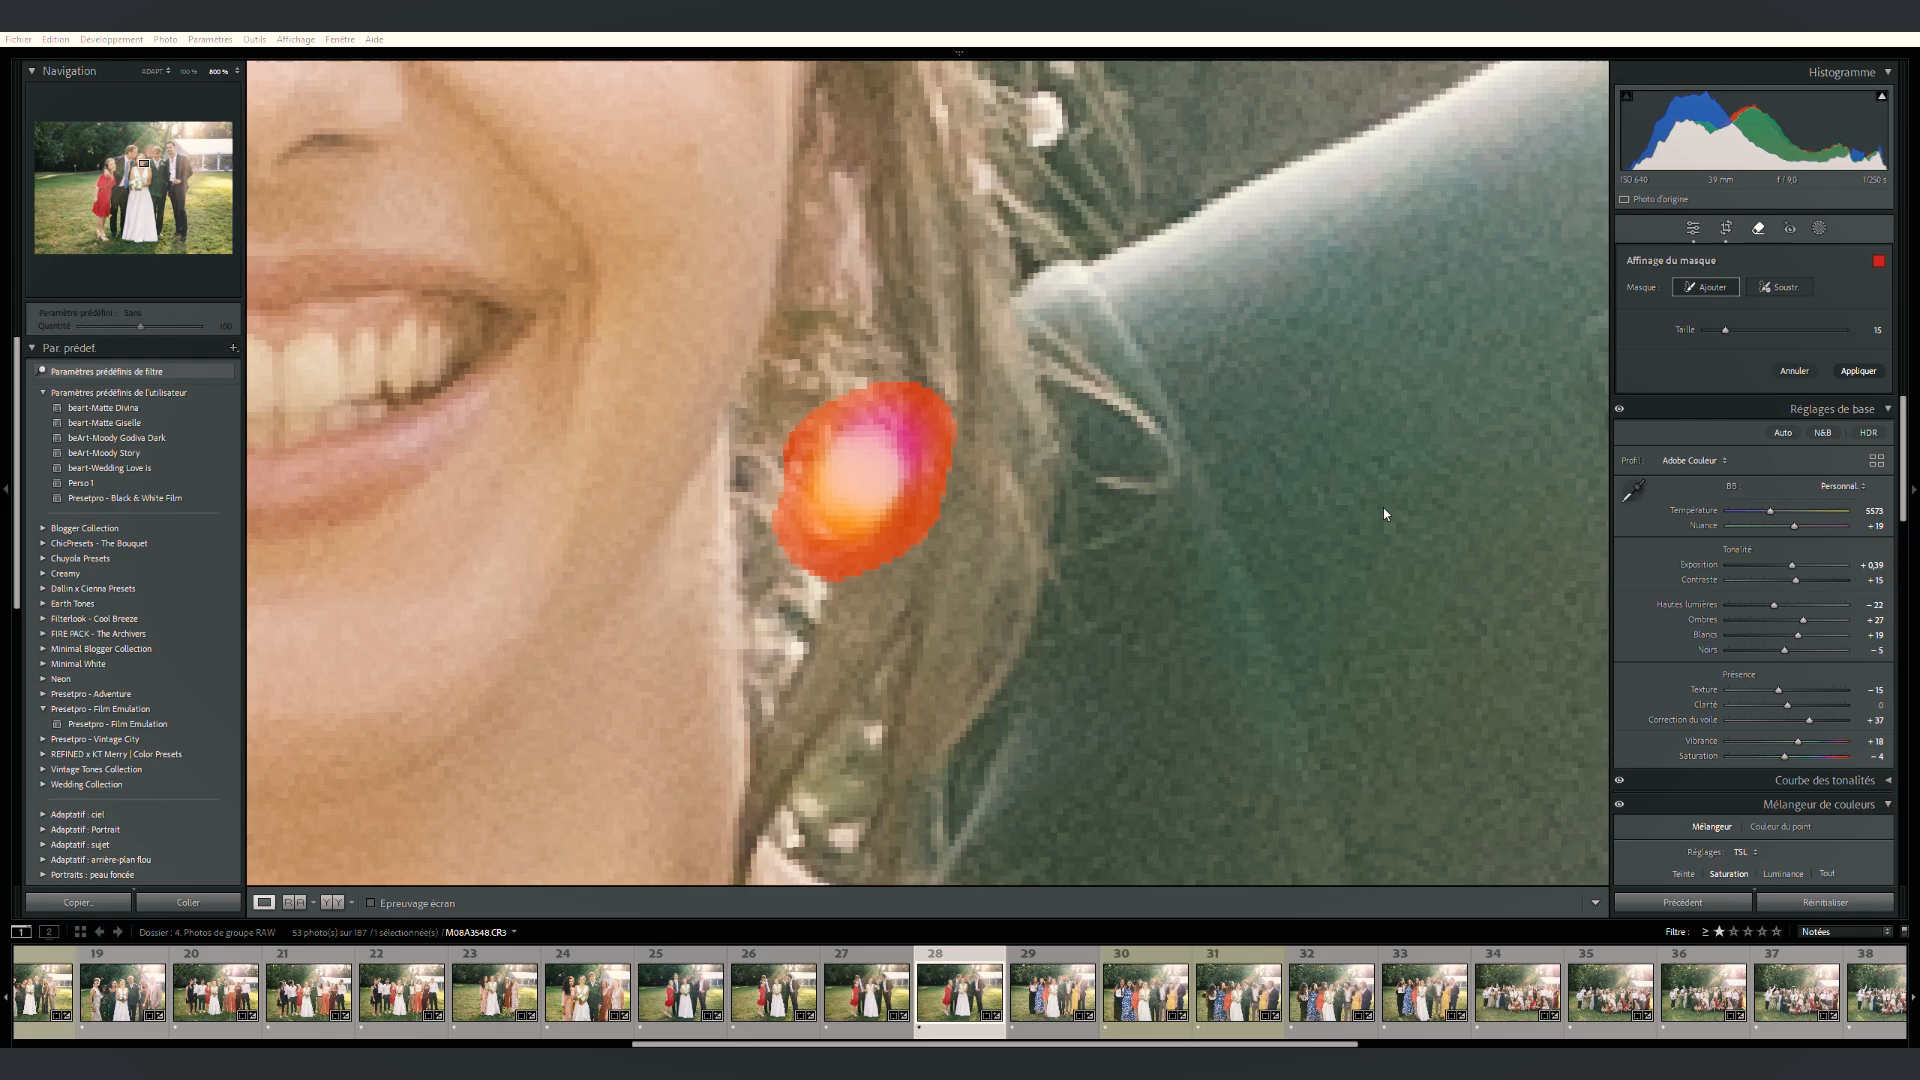 Fichier Edition Développement Photo Paramètres Outils Affichage Fenêtre Aide
Navigation ADAPT. 100 % 800 %
Paramètre prédéfini : Sans
Quantité 100
Par. prédef.
Paramètres prédéfinis de filtre
Paramètres prédéfinis de l'utilisateur
beart-Matte Divina
beart-Matte Giselle
beArt-Moody Godiva Dark
beArt-Moody Story
beart-Wedding Love is
Perso 1
Presetpro - Black & White Film
Blogger Collection
ChicPresets - The Bouquet
Chuyola Presets
Creamy
Dallin x Cienna Presets
Earth Tones
Filterlook - Cool Breeze
FIRE PACK - The Archivers
Minimal Blogger Collection
Minimal White
Neon
Presetpro - Adventure
Presetpro - Film Emulation
Presetpro - Film Emulation
Presetpro - Vintage City
REFINED x KT Merry | Color Presets
Vintage Tones Collection
Wedding Collection
Adaptatif : ciel
Adaptatif : Portrait
Adaptatif : sujet
Adaptatif : arrière-plan flou
Portraits : peau foncée
Copier... Coller
R A Y Y Epreuvage écran
Histogramme
ISO 640 39 mm f / 9,0 1/250 s
Photo d'origine
Affinage du masque
Masque : Ajouter Soustr.
Taille 15
Annuler Appliquer
Réglages de base
Auto N&B HDR
Profil : Adobe Couleur
BB : Personnal.
Température 5573
Nuance + 19
Tonalité
Exposition + 0,39
Contraste + 15
Hautes lumières − 22
Ombres + 27
Blancs + 19
Noirs − 5
Présence
Texture − 15
Clarté 0
Correction du voile + 37
Vibrance + 18
Saturation − 4
Courbe des tonalités
Mélangeur de couleurs
Mélangeur Couleur du point
Réglages : TSL
Teinte Saturation Luminance Tout
Précédent Réinitialiser
1 2 Dossier : 4. Photos de groupe RAW 53 photo(s) sur 187 /1 sélectionnée(s) / M08A3548.CR3 Filtre : ≥ Notées
19 20 21 22 23 24 25 26 27 28 29 30 31 32 33 34 35 36 37 38